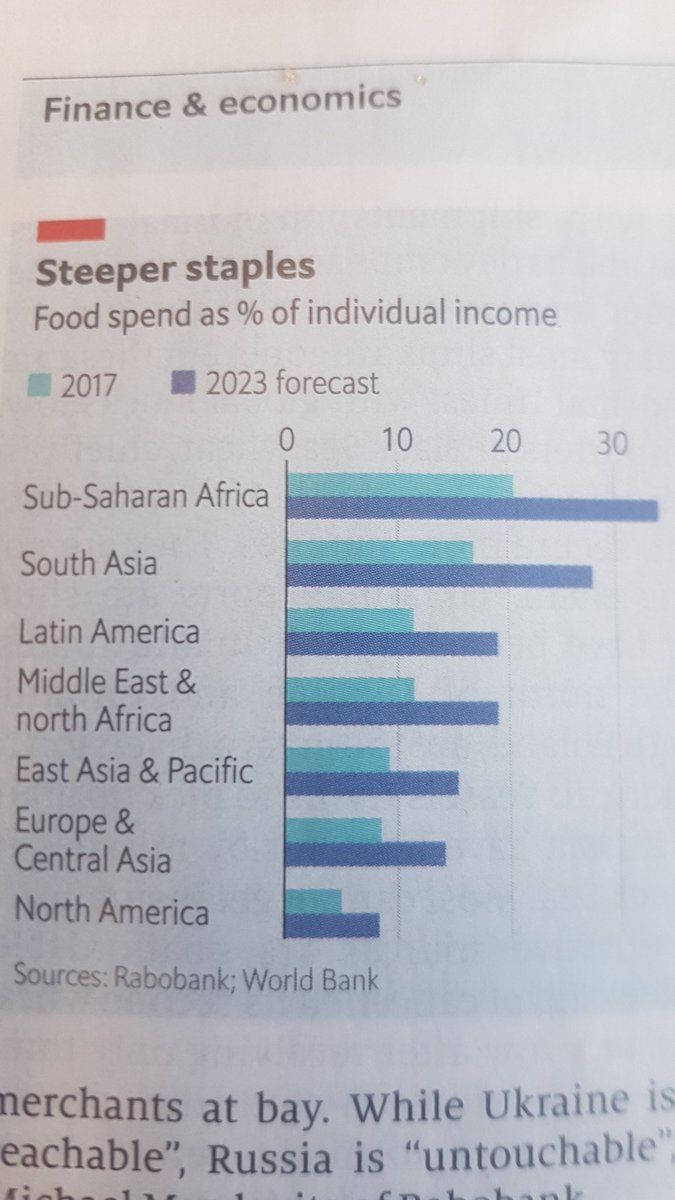 Finance & economics
Steeper staples
Food spend as % of individual income
2017 2023 forecast
0 10 20 30
Sub-Saharan Africa
South Asia
Latin America
Middle East &
north Africa
East Asia & Pacific
Europe &
Central Asia
North America
Sources: Rabobank; World Bank
merchants at bay. While Ukraine is
eachable”, Russia is “untouchable”,
of Rabobank